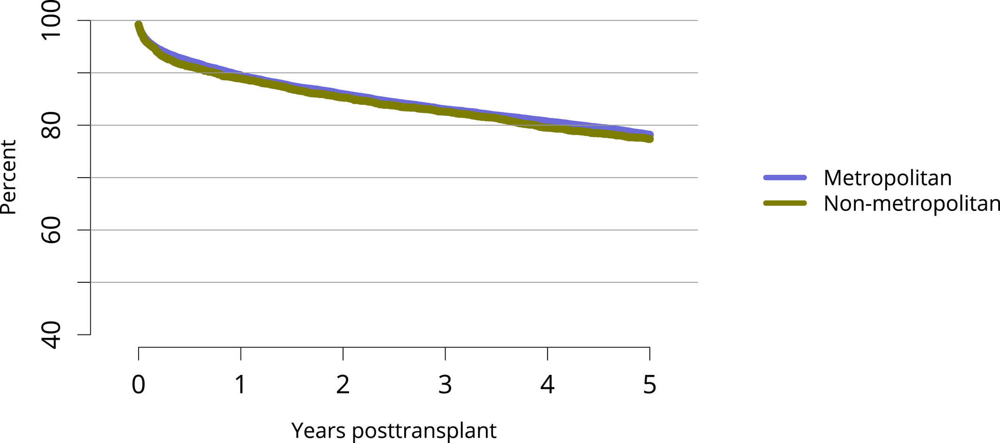 Percent
100
80
60
40
0 1 2 3 4 5
Years posttransplant
Metropolitan
Non-metropolitan